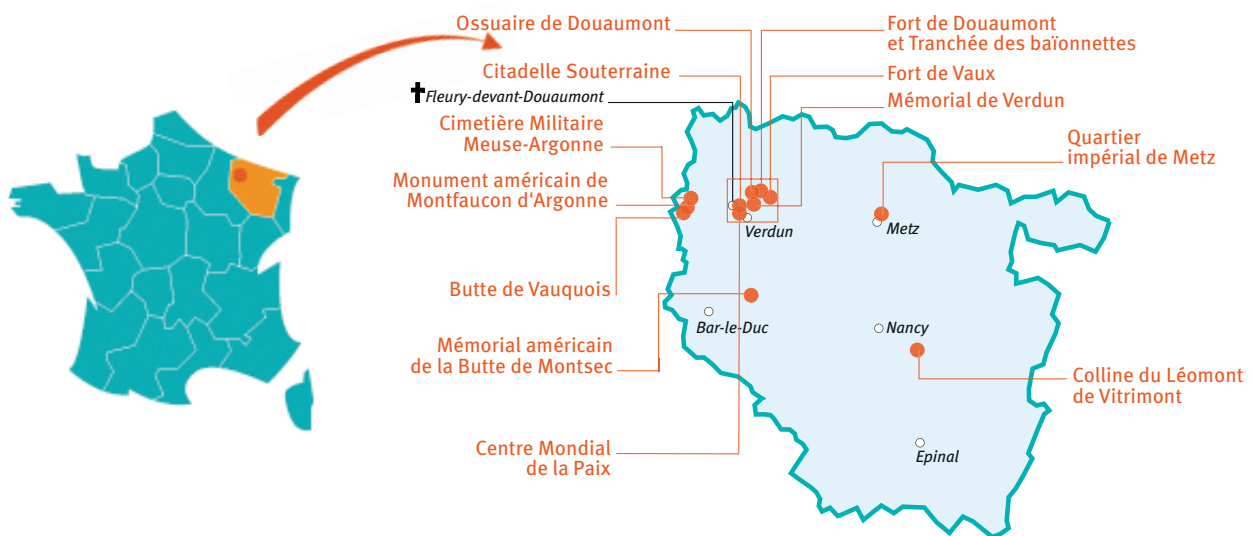 Ossuaire de Douaumont
Fort de Douaumont
et Tranchée des baïonnettes
Citadelle Souterraine
Fort de Vaux
Fleury-devant-Douaumont
Mémorial de Verdun
Cimetière Militaire
Meuse-Argonne
Quartier
impérial de Metz
Monument américain de
Montfaucon d'Argonne
Verdun
Metz
Butte de Vauquois
Bar-le-Duc
Nancy
Mémorial américain
de la Butte de Montsec
Colline du Léomont
de Vitrimont
Centre Mondial
de la Paix
Epinal